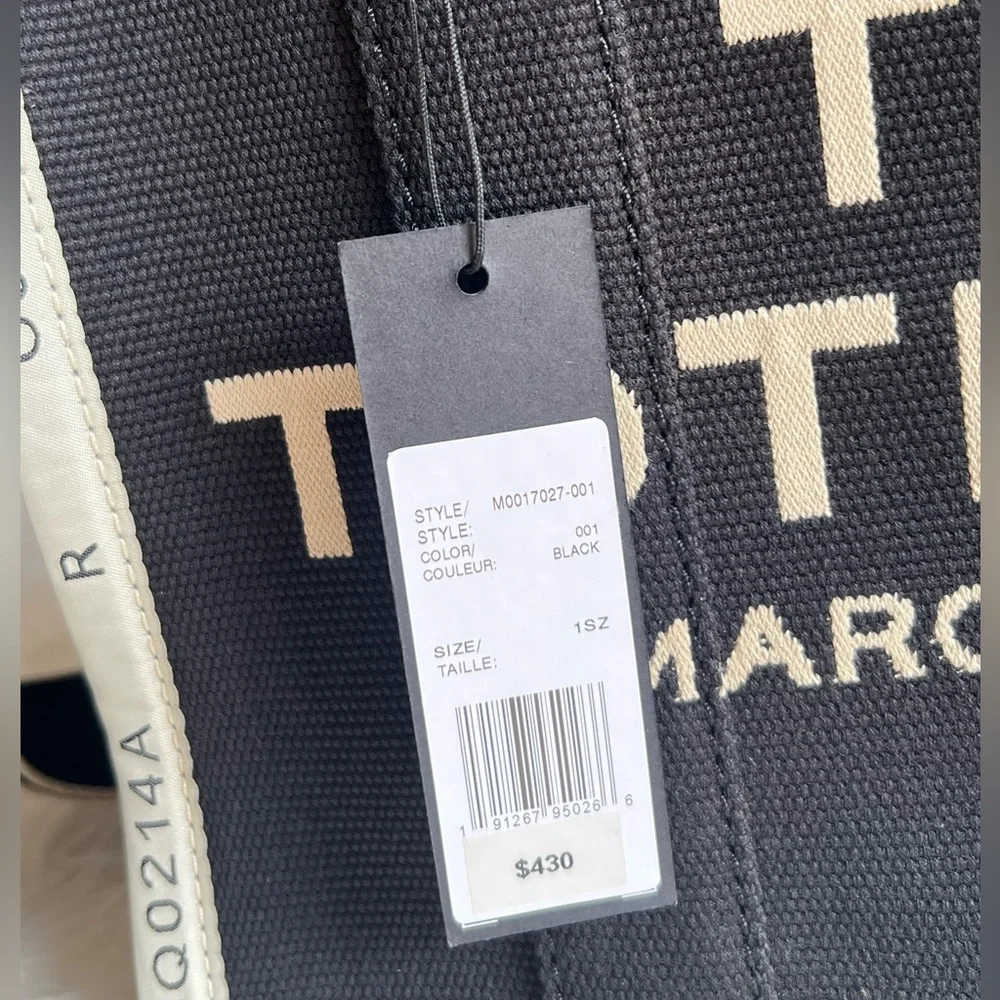 T
TOT
MARC
STYLE/ M0017027-001
STYLE:
COLOR/ 001
COULEUR: BLACK
SIZE/ 1SZ
TAILLE:
1 91267 95026 6
$430
R
Q0214A